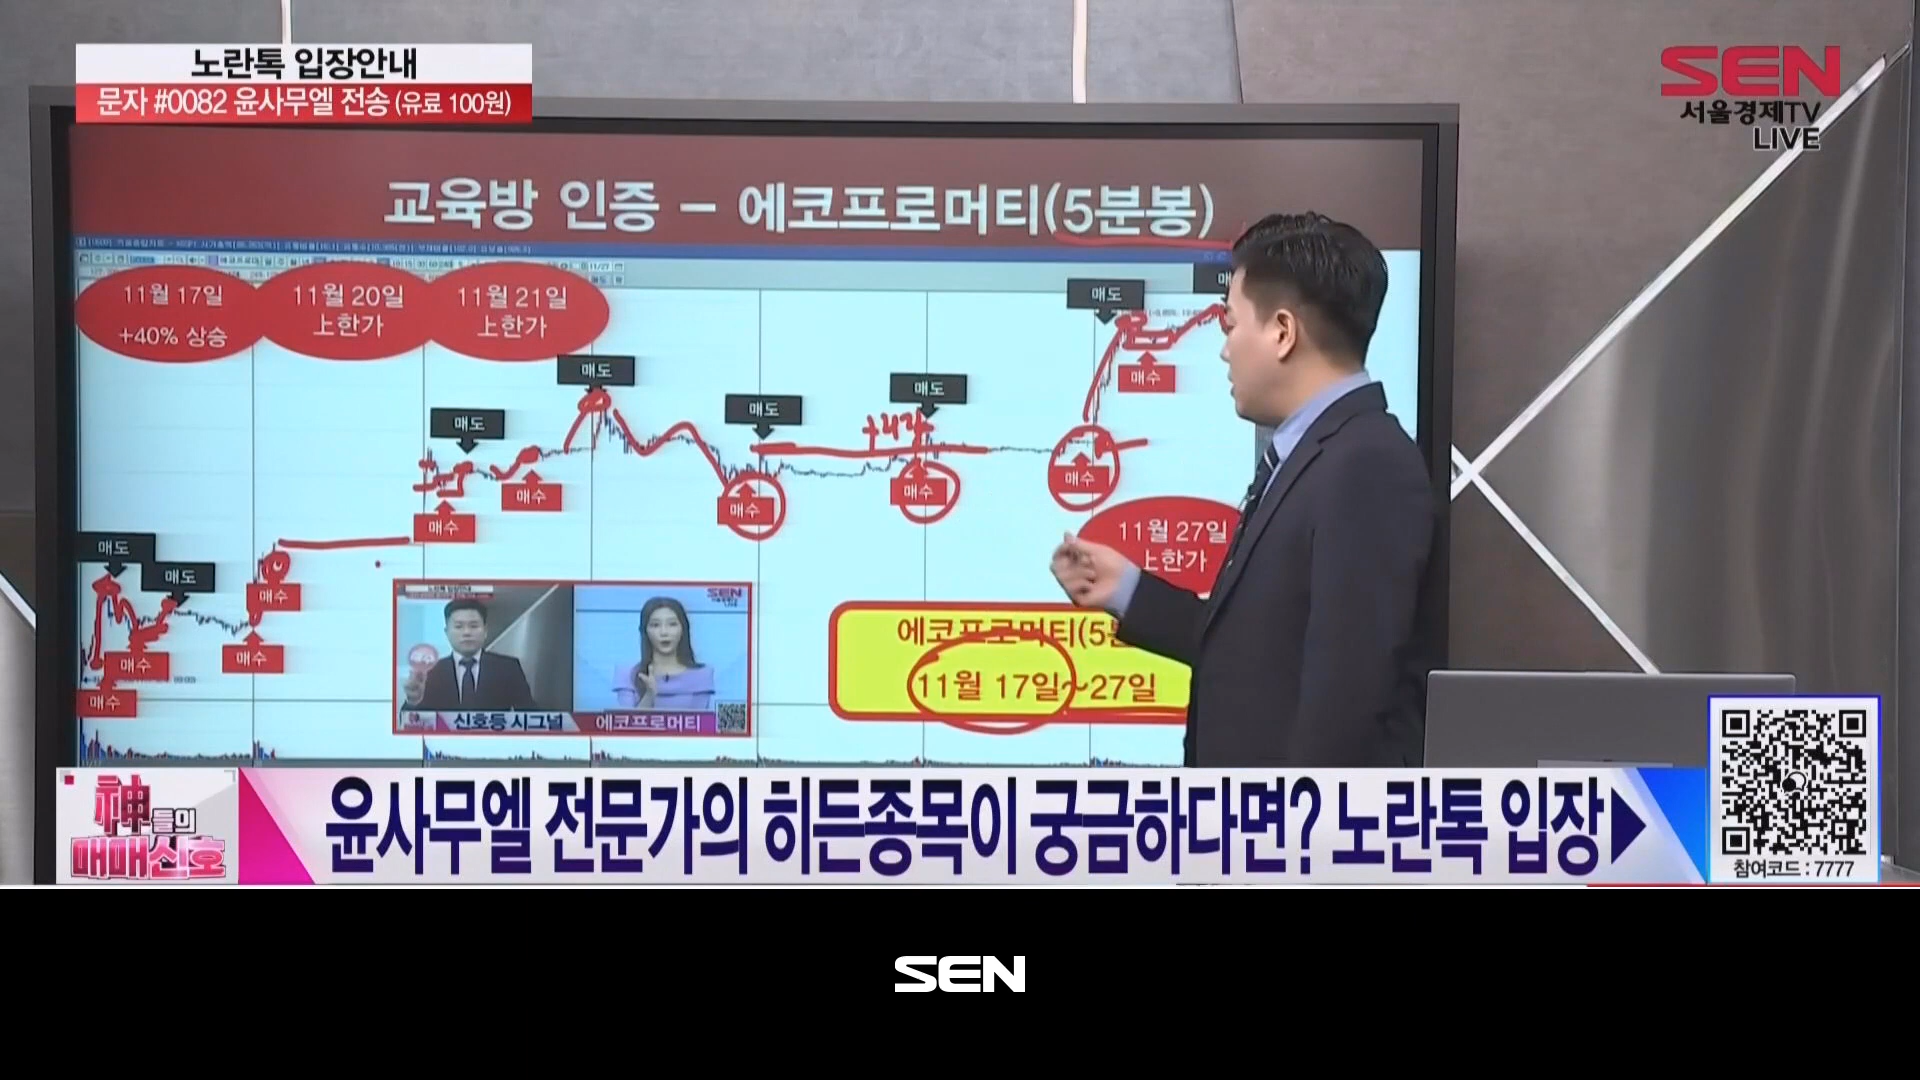 노란톡 입장안내
문자 #0082 윤사무엘 전송 (유료 100원)
SEN
서울경제TV
LIVE
교육방 인증 – 에코프로머티(5분봉)
11월 17일
+40% 상승
11월 20일
上한가
11월 21일
上한가
매도
매도
매도
매도
매도
매도
매도
매수
매수
매수
매수
매수
매수
매수
매수
매수
매수
매수
11월 27일
上한가
SEN
신호등 시그널
에코프로머티
에코프로머티(5
11월 17일~27일
神들의
매매신호
윤사무엘 전문가의 히든종목이 궁금하다면? 노란톡 입장▶
참여코드 : 7777
SEN